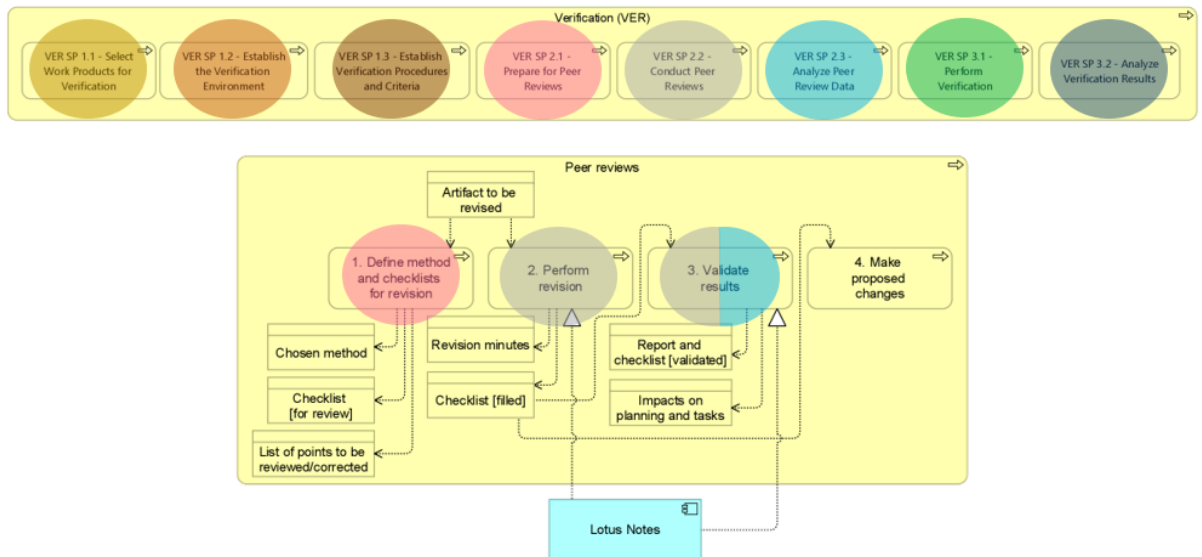 Verification (VER)
VER SP 1.1 - Select
Work Products for
Verification
VER SP 1.2 - Establish
the Verification
Environment
VER SP 1.3 - Establish
Verification Procedures
and Criteria
VER SP 2.1 -
Prepare for Peer
Reviews
VER SP 2.2 -
Conduct Peer
Reviews
VER SP 2.3 -
Analyze Peer
Review Data
VER SP 3.1 -
Perform
Verification
VER SP 3.2 - Analyze
Verification Results
Peer reviews
Artifact to be
revised
1. Define method
and checklists
for revision
2. Perform
revision
3. Validate
results
4. Make
proposed
changes
Chosen method
Revision minutes
Report and
checklist [validated]
Checklist
[for review]
Checklist [filled]
Impacts on
planning and tasks
List of points to be
reviewed/corrected
Lotus Notes